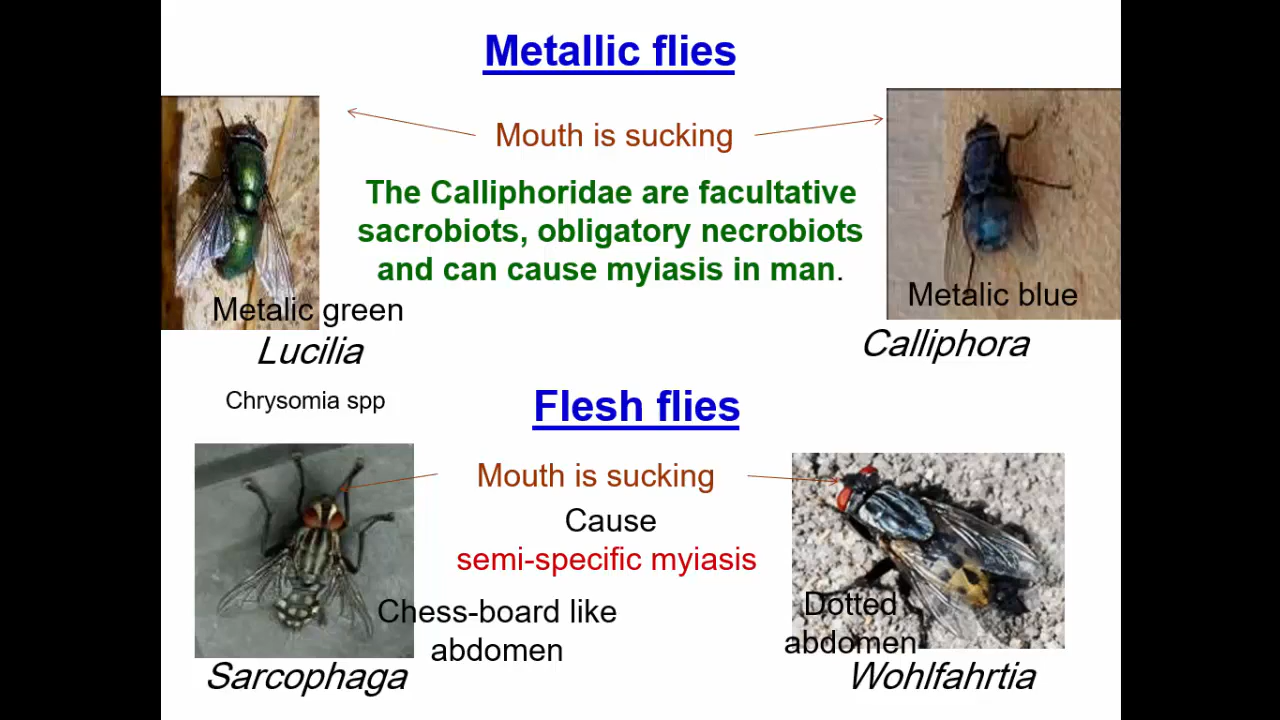 Metallic flies
Mouth is sucking
The Calliphoridae are facultative
sacrobiots, obligatory necrobiots
and can cause myiasis in man.
Metalic green
Lucilia
Metalic blue
Calliphora
Chrysomia spp
Flesh flies
Mouth is sucking
Cause
semi-specific myiasis
Chess-board like
abdomen
Sarcophaga
Dotted
abdomen
Wohlfahrtia